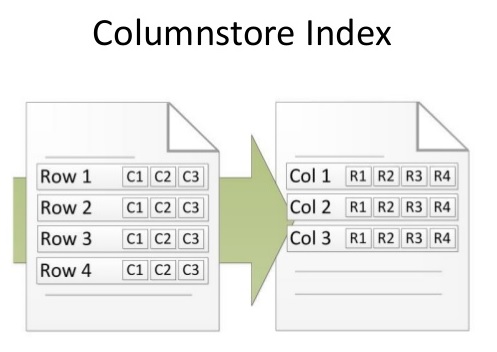 Columnstore Index
Row 1 C1 C2 C3
Row 2 C1 C2 C3
Row 3 C1 C2 C3
Row 4 C1 C2 C3
Col 1 R1 R2 R3 R4
Col 2 R1 R2 R3 R4
Col 3 R1 R2 R3 R4